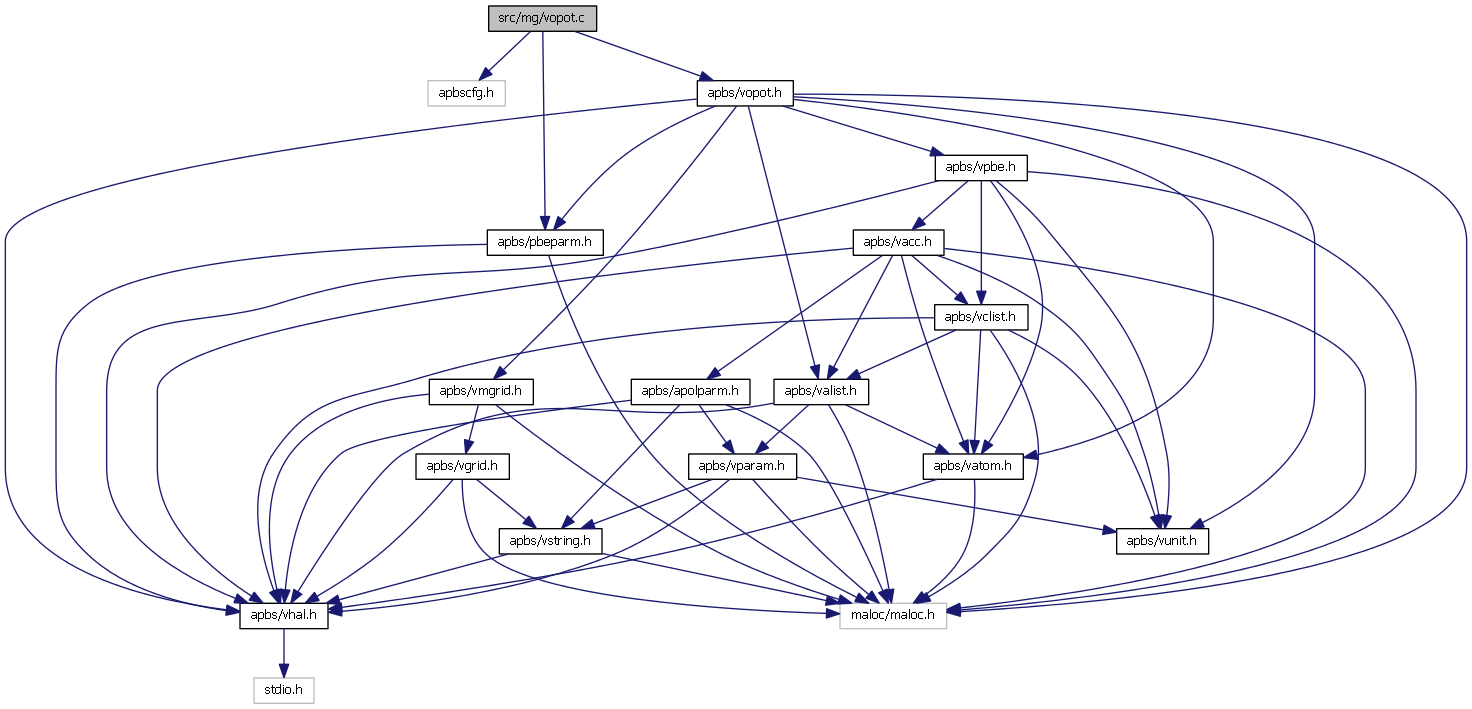 src/mg/vopot.c
apbscfg.h
apbs/vopot.h
apbs/vpbe.h
apbs/pbeparm.h
apbs/vacc.h
apbs/vclist.h
apbs/vmgrid.h
apbs/apolparm.h
apbs/valist.h
apbs/vgrid.h
apbs/vparam.h
apbs/vatom.h
apbs/vstring.h
apbs/vunit.h
apbs/vhal.h
maloc/maloc.h
stdio.h